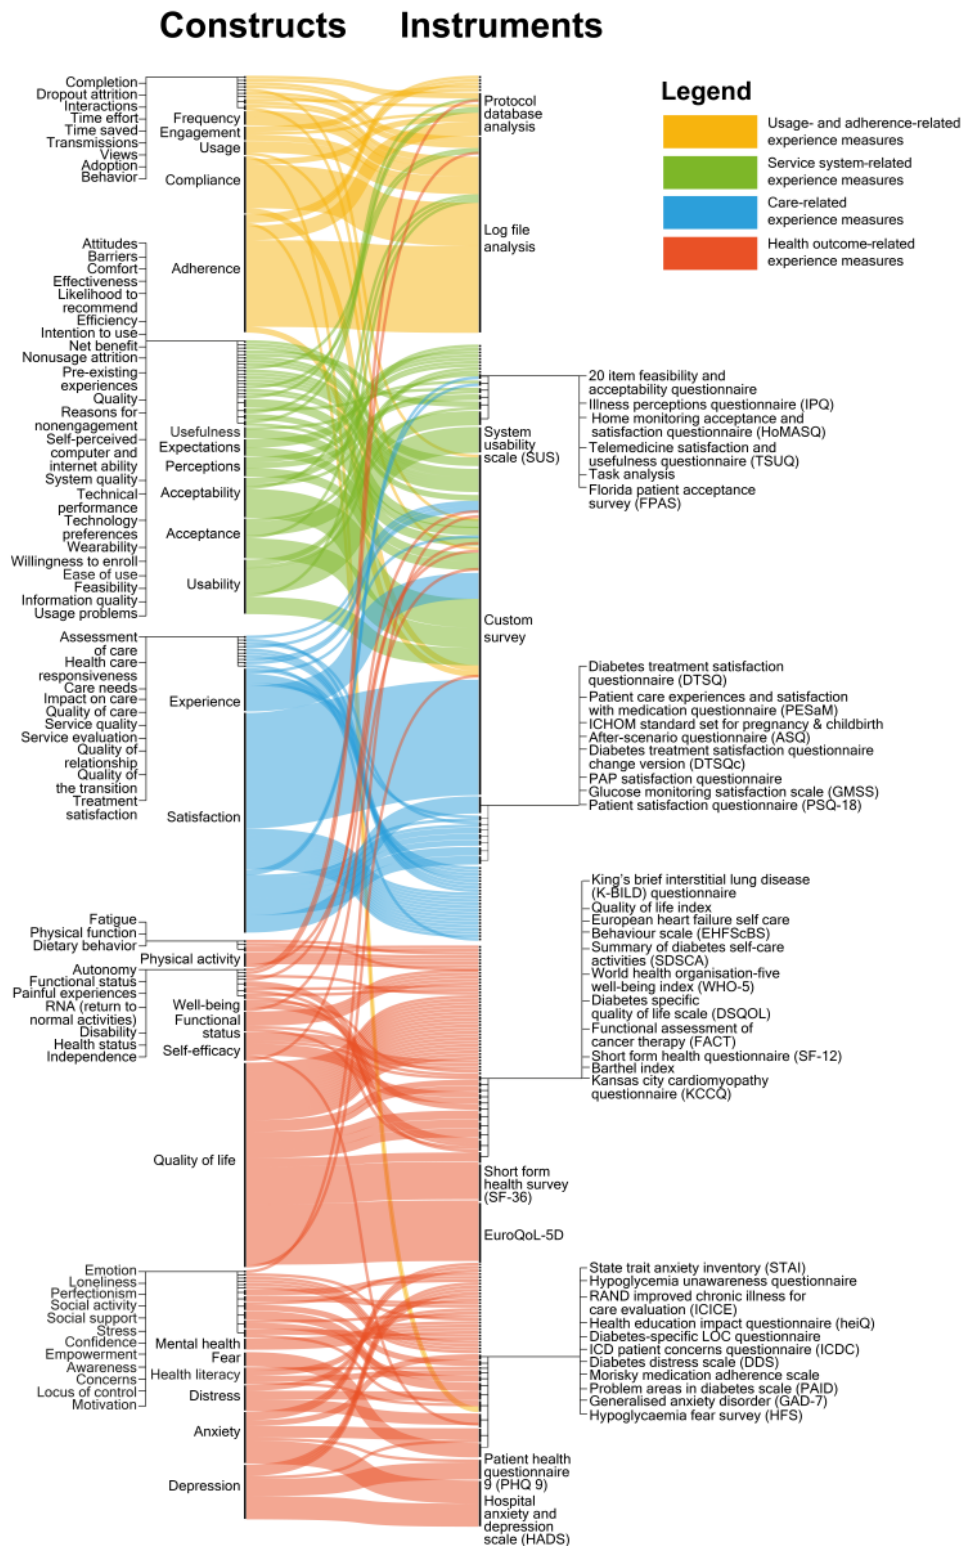 Constructs
Instruments
Completion
Dropout attrition
Interactions
Time effort
Time saved
Transmissions
Views
Adoption
Behavior
Frequency
Engagement
Usage
Compliance
Adherence
Attitudes
Barriers
Comfort
Effectiveness
Likelihood to
recommend
Efficiency
Intention to use
Net benefit
Nonusage attrition
Pre-existing
experiences
Quality
Reasons for
nonengagement
Self-perceived
computer and
internet ability
System quality
Technical
performance
Technology
preferences
Wearability
Willingness to enroll
Ease of use
Feasibility
Information quality
Usage problems
Usefulness
Expectations
Perceptions
Acceptability
Acceptance
Usability
Assessment
of care
Health care
responsiveness
Care needs
Impact on care
Quality of care
Service quality
Service evaluation
Quality of
relationship
Quality of
the transition
Treatment
satisfaction
Experience
Satisfaction
Fatigue
Physical function
Dietary behavior
Physical activity
Autonomy
Functional status
Painful experiences
RNA (return to
normal activities)
Disability
Health status
Independence
Well-being
Functional
status
Self-efficacy
Quality of life
Emotion
Loneliness
Perfectionism
Social activity
Social support
Stress
Confidence
Empowerment
Awareness
Concerns
Locus of control
Motivation
Mental health
Fear
Health literacy
Distress
Anxiety
Depression
Protocol
database
analysis
Log file
analysis
System
usability
scale (SUS)
Custom
survey
Short form
health survey
(SF-36)
EuroQoL-5D
Patient health
questionnaire
9 (PHQ 9)
Hospital
anxiety and
depression
scale (HADS)
Legend
Usage- and adherence-related
experience measures
Service system-related
experience measures
Care-related
experience measures
Health outcome-related
experience measures
20 item feasibility and
acceptability questionnaire
Illness perceptions questionnaire (IPQ)
Home monitoring acceptance and
satisfaction questionnaire (HoMASQ)
Telemedicine satisfaction and
usefulness questionnaire (TSUQ)
Task analysis
Florida patient acceptance
survey (FPAS)
Diabetes treatment satisfaction
questionnaire (DTSQ)
Patient care experiences and satisfaction
with medication questionnaire (PESaM)
ICHOM standard set for pregnancy & childbirth
After-scenario questionnaire (ASQ)
Diabetes treatment satisfaction questionnaire
change version (DTSQc)
PAP satisfaction questionnaire
Glucose monitoring satisfaction scale (GMSS)
Patient satisfaction questionnaire (PSQ-18)
King's brief interstitial lung disease
(K-BILD) questionnaire
Quality of life index
European heart failure self care
Behaviour scale (EHFScBS)
Summary of diabetes self-care
activities (SDSCA)
World health organisation-five
well-being index (WHO-5)
Diabetes specific
quality of life scale (DSQOL)
Functional assessment of
cancer therapy (FACT)
Short form health questionnaire (SF-12)
Barthel index
Kansas city cardiomyopathy
questionnaire (KCCQ)
State trait anxiety inventory (STAI)
Hypoglycemia unawareness questionnaire
RAND improved chronic illness for
care evaluation (ICICE)
Health education impact questionnaire (heiQ)
Diabetes-specific LOC questionnaire
ICD patient concerns questionnaire (ICDC)
Diabetes distress scale (DDS)
Morisky medication adherence scale
Problem areas in diabetes scale (PAID)
Generalised anxiety disorder (GAD-7)
Hypoglycaemia fear survey (HFS)